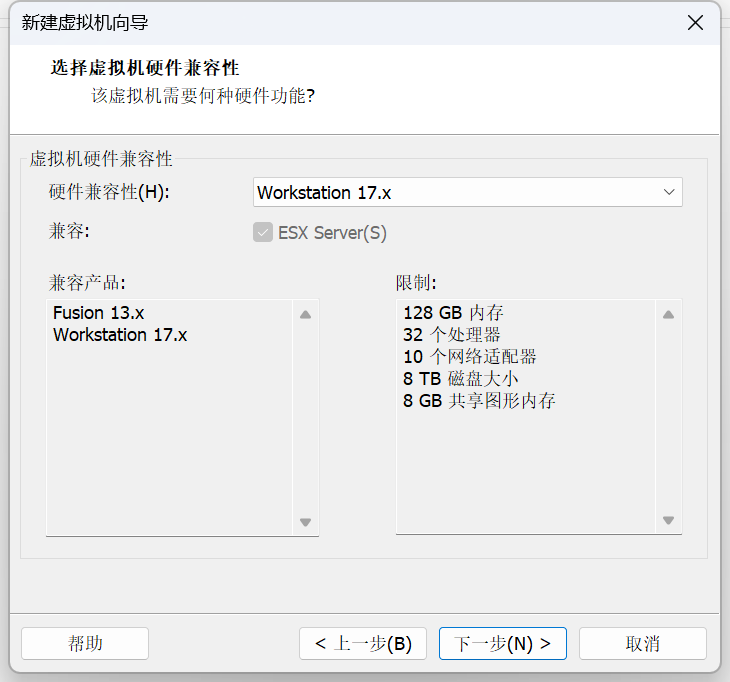 新建虚拟机向导
选择虚拟机硬件兼容性
该虚拟机需要何种硬件功能?
虚拟机硬件兼容性
硬件兼容性(H): Workstation 17.x
兼容: ESX Server(S)
兼容产品:
Fusion 13.x
Workstation 17.x
限制:
128 GB 内存
32 个处理器
10 个网络适配器
8 TB 磁盘大小
8 GB 共享图形内存
帮助 < 上一步(B) 下一步(N) > 取消